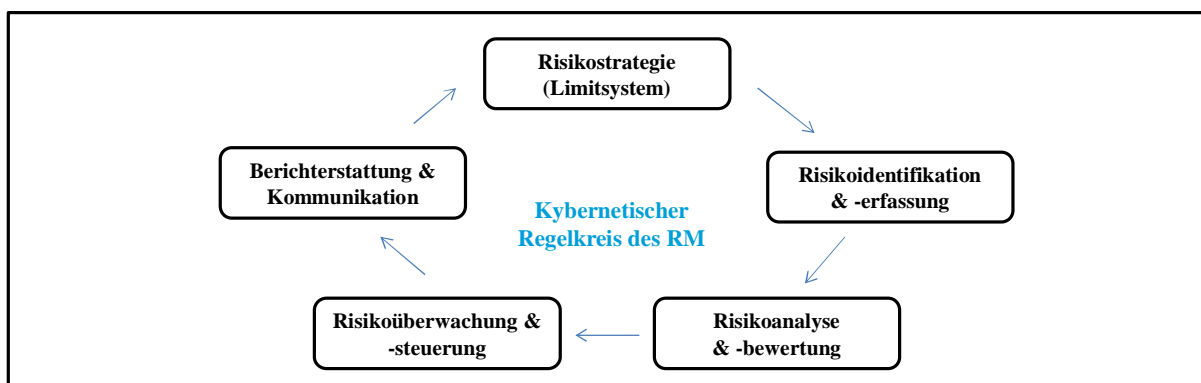 Risikostrategie
(Limitsystem)
Berichterstattung &
Kommunikation
Risikoidentifikation
& -erfassung
Kybernetischer
Regelkreis des RM
Risikoüberwachung &
-steuerung
Risikoanalyse
& -bewertung